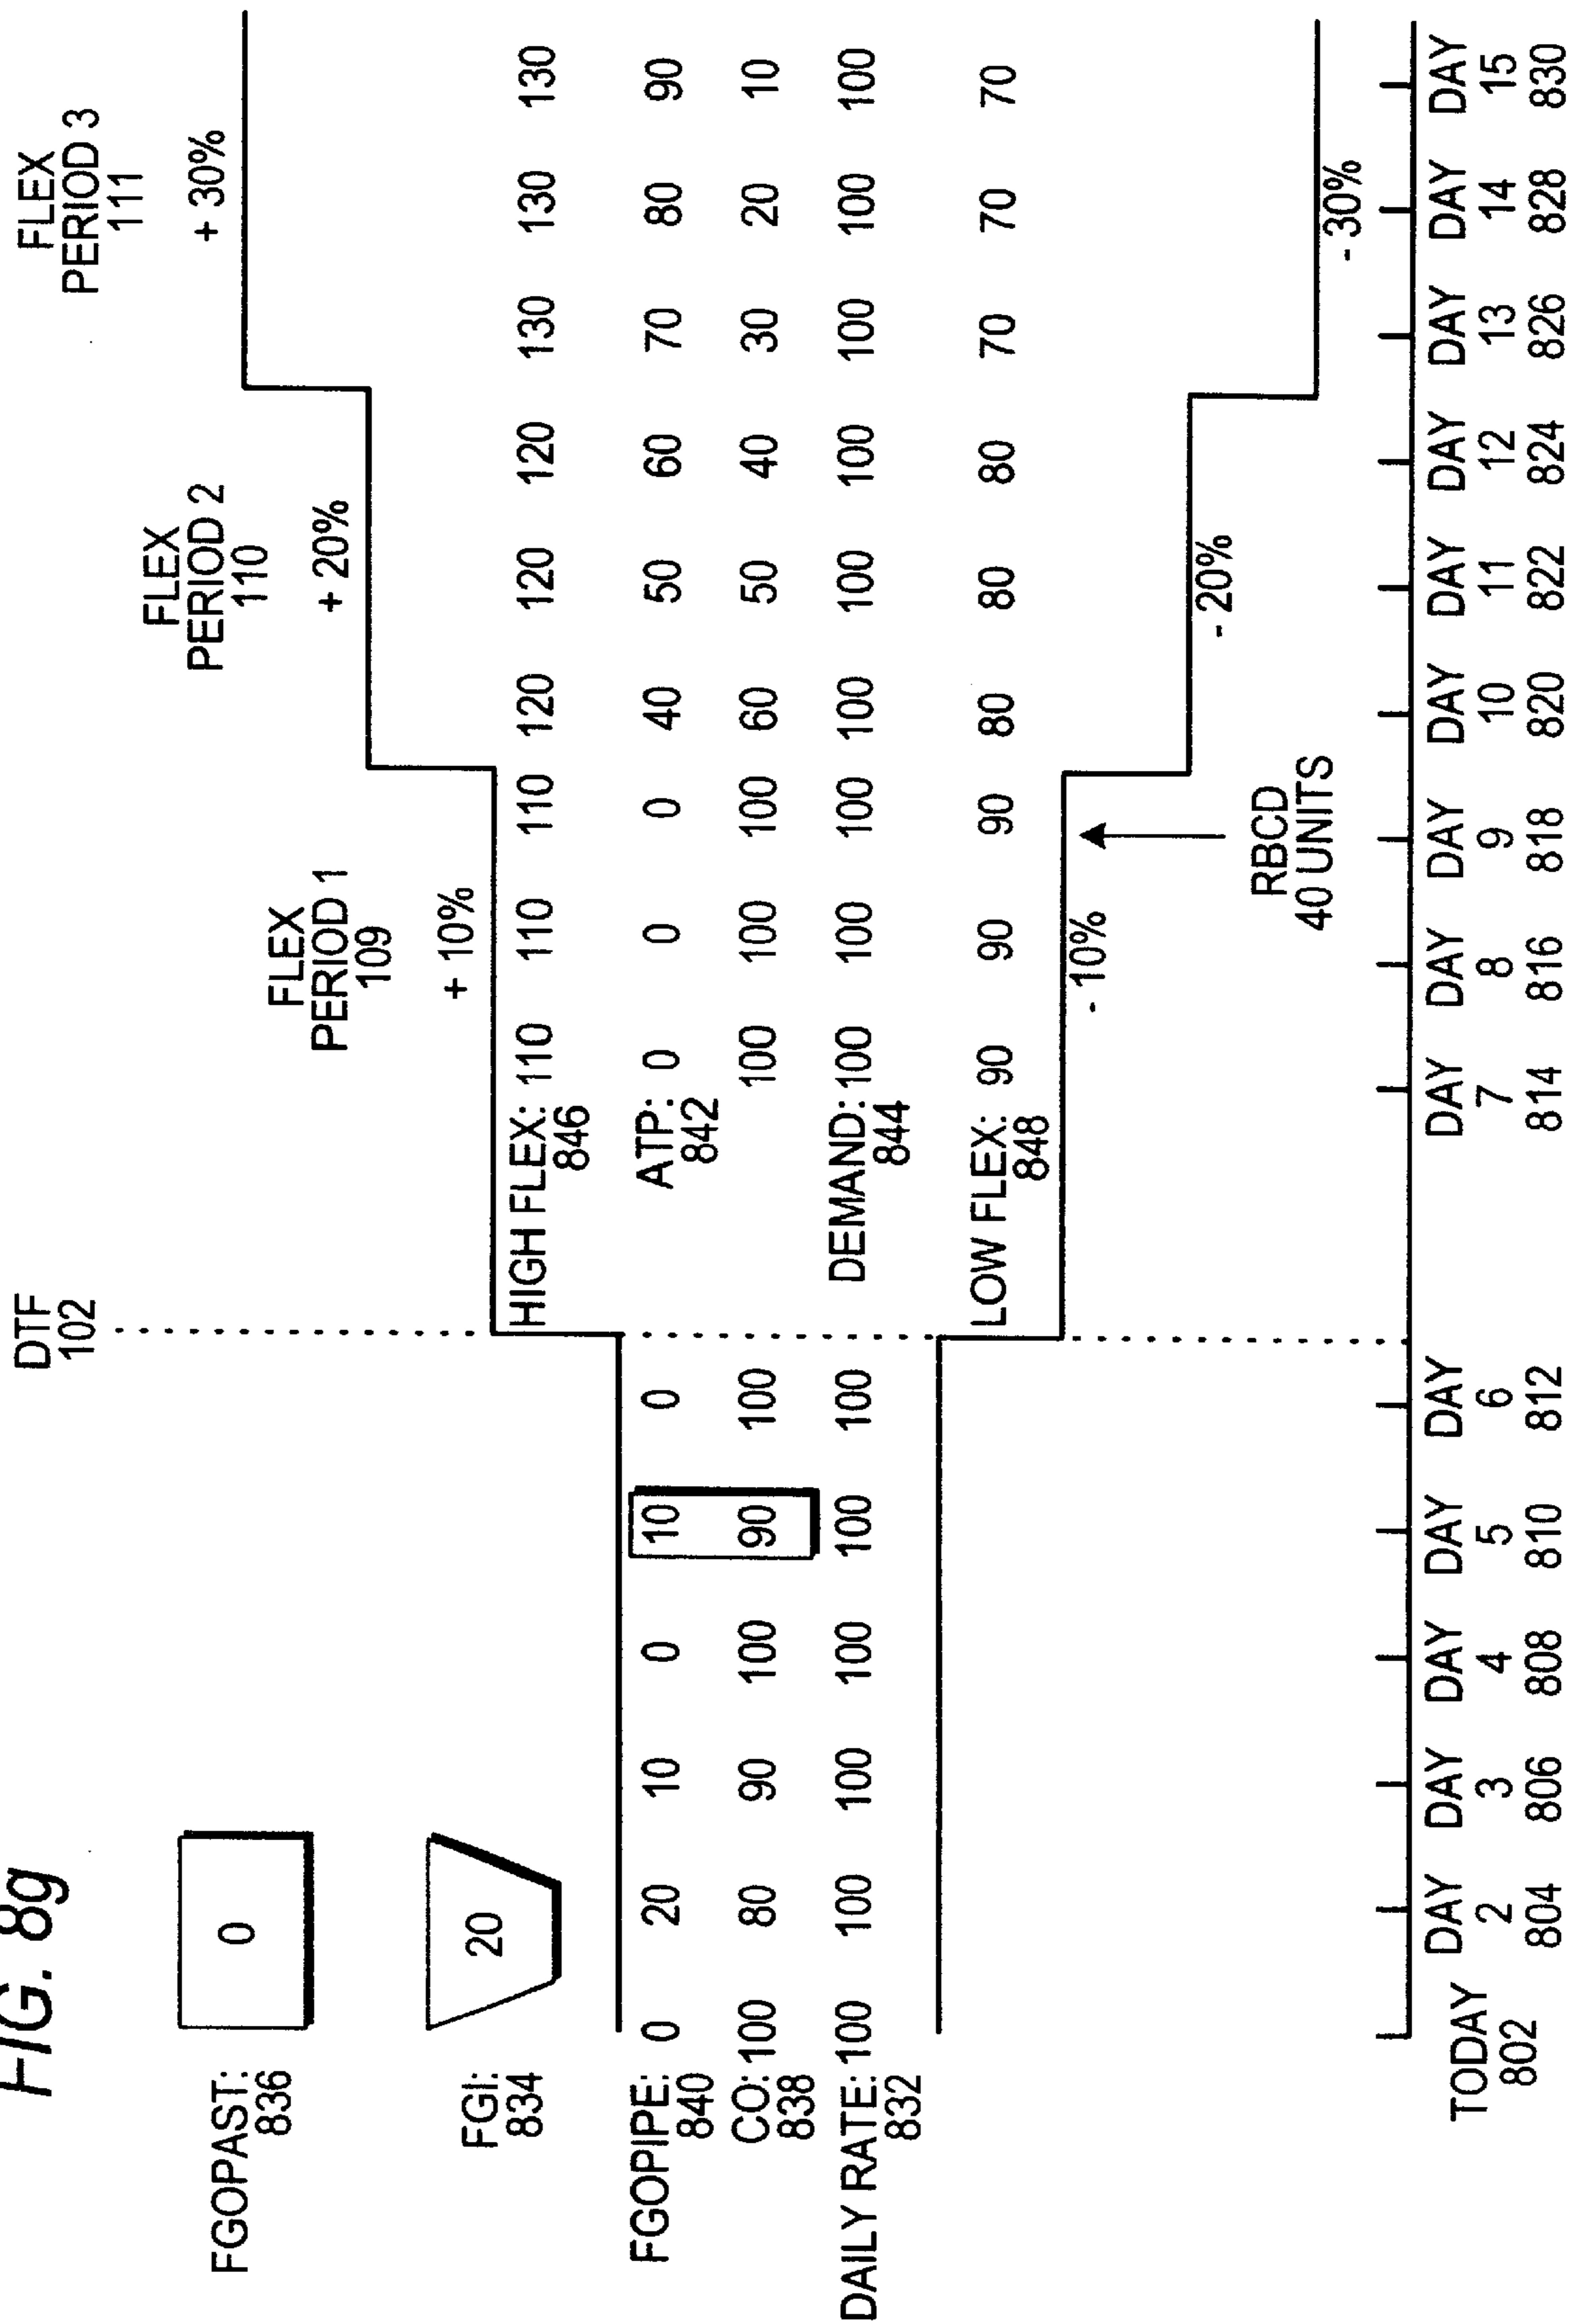 FIG. 8g
DTF
102
FLEX
PERIOD 1
109
+ 10%
FLEX
PERIOD 2
110
+ 20%
FLEX
PERIOD 3
111
+ 30%
FGOPAST:
836
0
FGI:
834
20
HIGH FLEX: 110 110 110 120 120 120 130 130 130
846
FGOPIPE: 0 20 10 0 10 0
840
ATP: 0 0 0 40 50 60 70 80 90
842
CO: 100 80 90 100 90 100 100 100 100 60 50 40 30 20 10
838
DAILY RATE: 100 100 100 100 100 100
832
DEMAND: 100 100 100 100 100 100 100 100 100
844
LOW FLEX: 90 90 90 80 80 80 70 70 70
848
- 10%
- 20%
- 30%
RBCD
40 UNITS
TODAY
802
DAY
2
804
DAY
3
806
DAY
4
808
DAY
5
810
DAY
6
812
DAY
7
814
DAY
8
816
DAY
9
818
DAY
10
820
DAY
11
822
DAY
12
824
DAY
13
826
DAY
14
828
DAY
15
830